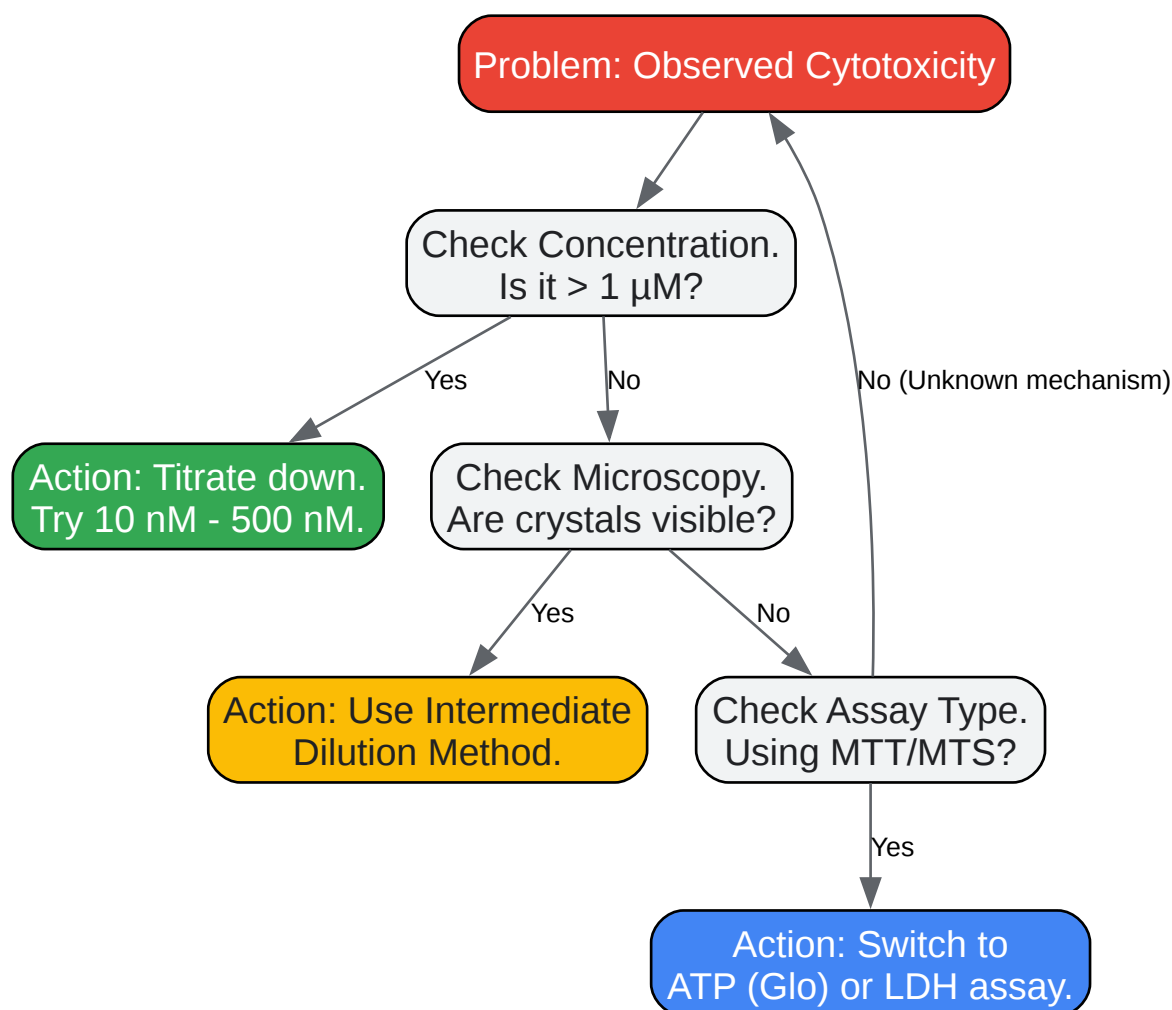 Problem: Observed Cytotoxicity
Check Concentration.
Is it > 1 µM?
Yes
No
No (Unknown mechanism)
Action: Titrate down.
Try 10 nM - 500 nM.
Check Microscopy.
Are crystals visible?
Yes
No
Action: Use Intermediate
Dilution Method.
Check Assay Type.
Using MTT/MTS?
Yes
Action: Switch to
ATP (Glo) or LDH assay.